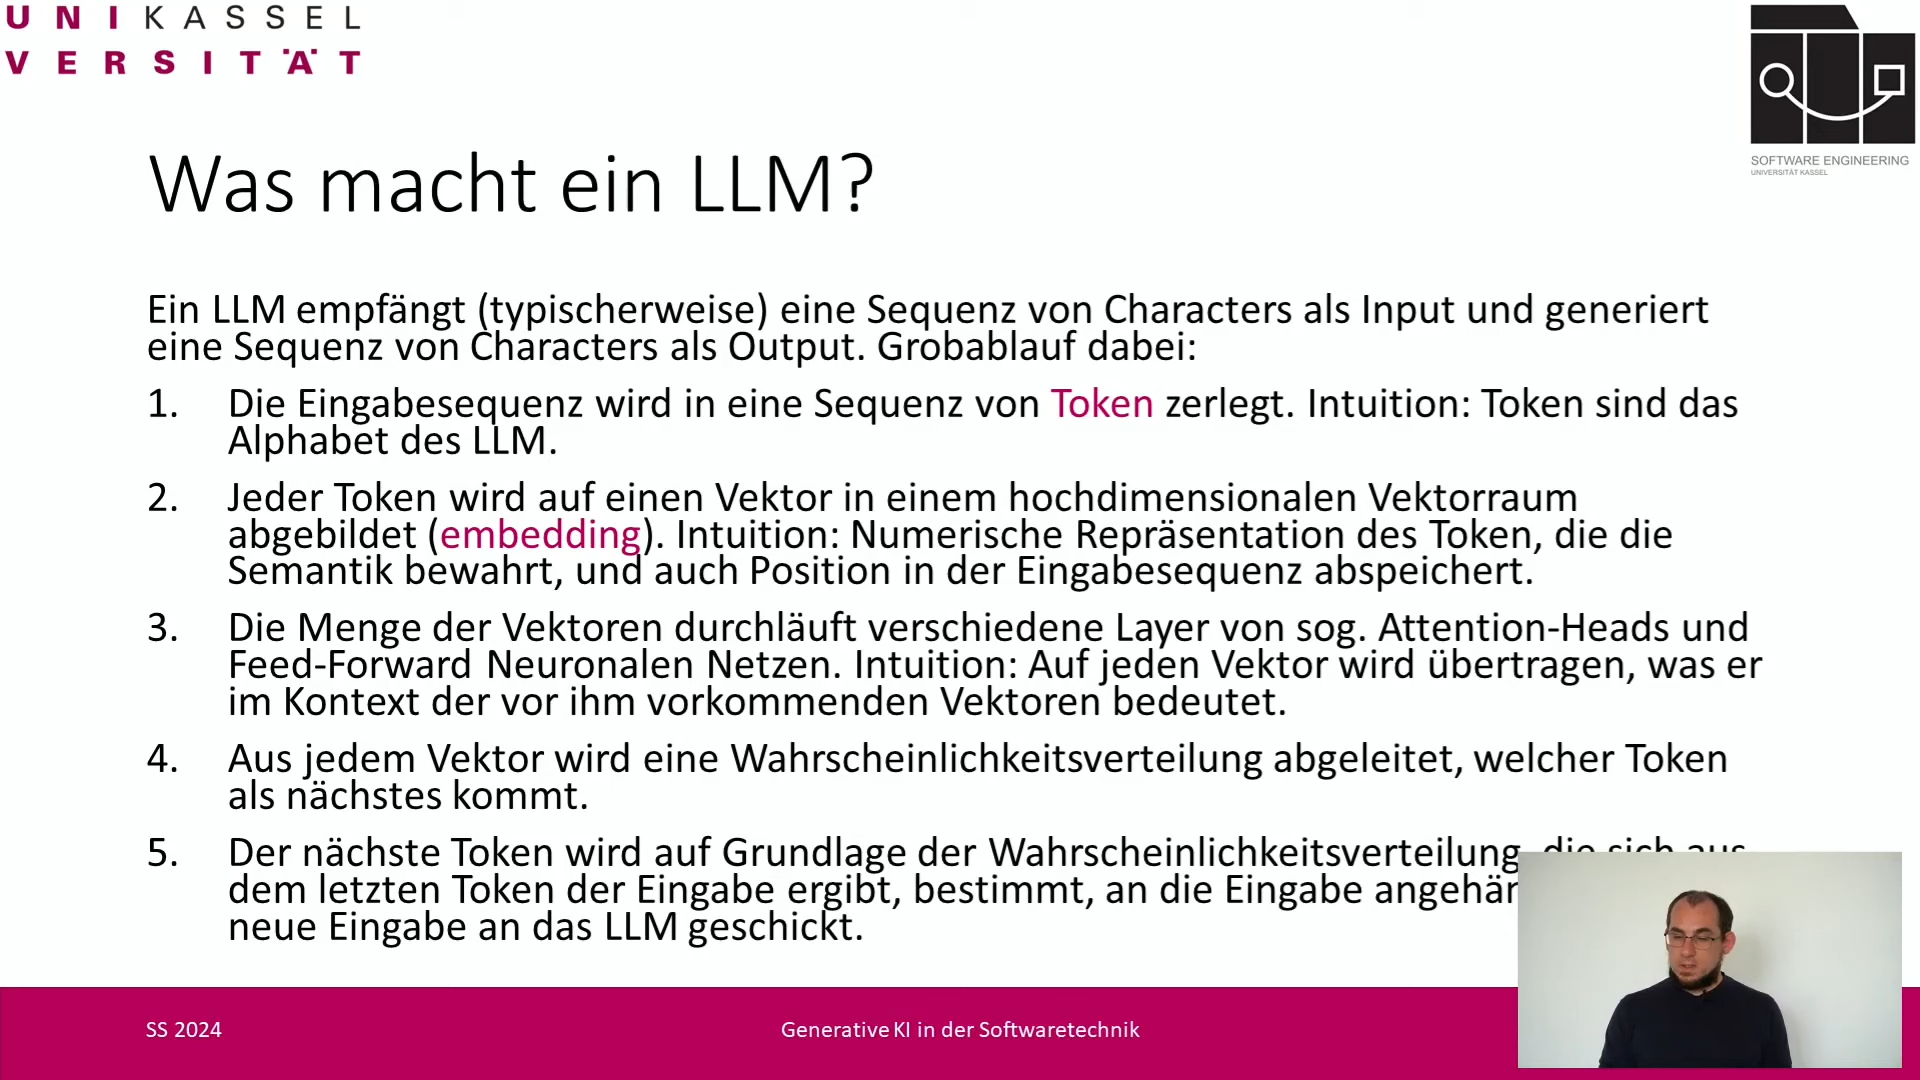 UNIKASSEL
VERSITÄT
SOFTWARE ENGINEERING
UNIVERSITÄT KASSEL
Was macht ein LLM?
Ein LLM empfängt (typischerweise) eine Sequenz von Characters als Input und generiert
eine Sequenz von Characters als Output. Grobablauf dabei:
1. Die Eingabesequenz wird in eine Sequenz von Token zerlegt. Intuition: Token sind das
Alphabet des LLM.
2. Jeder Token wird auf einen Vektor in einem hochdimensionalen Vektorraum
abgebildet (embedding). Intuition: Numerische Repräsentation des Token, die die
Semantik bewahrt, und auch Position in der Eingabesequenz abspeichert.
3. Die Menge der Vektoren durchläuft verschiedene Layer von sog. Attention-Heads und
Feed-Forward Neuronalen Netzen. Intuition: Auf jeden Vektor wird übertragen, was er
im Kontext der vor ihm vorkommenden Vektoren bedeutet.
4. Aus jedem Vektor wird eine Wahrscheinlichkeitsverteilung abgeleitet, welcher Token
als nächstes kommt.
5. Der nächste Token wird auf Grundlage der Wahrscheinlichkeitsverteilung, die sich aus
dem letzten Token der Eingabe ergibt, bestimmt, an die Eingabe
neue Eingabe an das LLM geschickt.
SS 2024
Generative KI in der Softwaretechnik